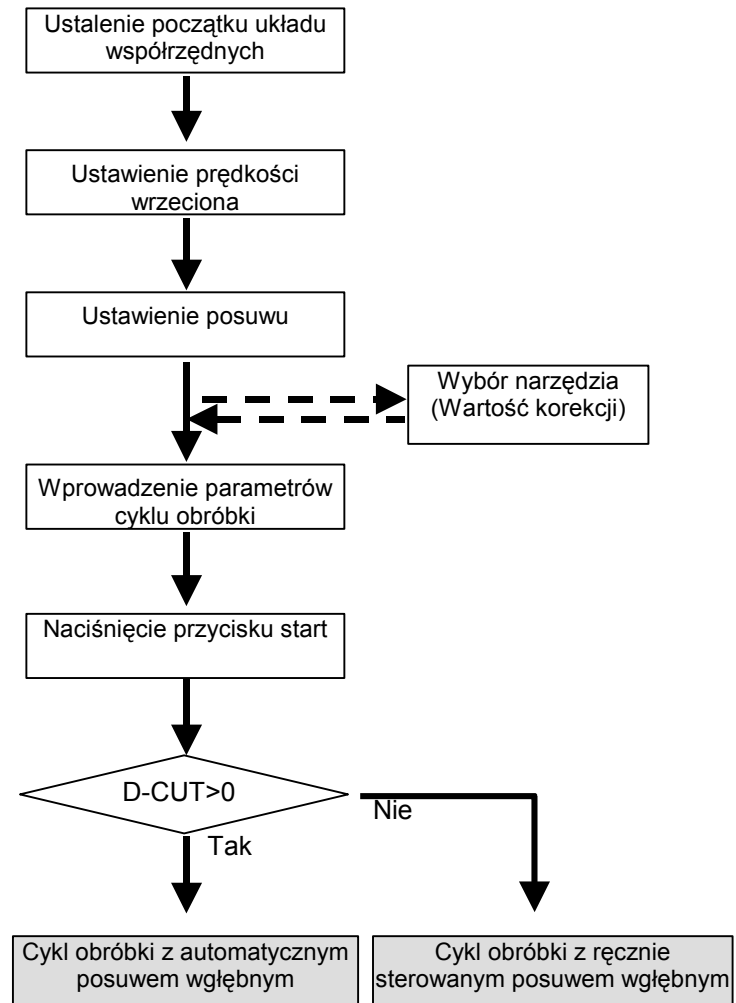 Ustalenie początku układu
współrzędnych
Ustawienie prędkości
wrzeciona
Ustawienie posuwu
Wybór narzędzia
(Wartość korekcji)
Wprowadzenie parametrów
cyklu obróbki
Naciśnięcie przycisku start
D-CUT>0
Nie
Tak
Cykl obróbki z automatycznym
posuwem wgłębnym
Cykl obróbki z ręcznie
sterowanym posuwem wgłębnym